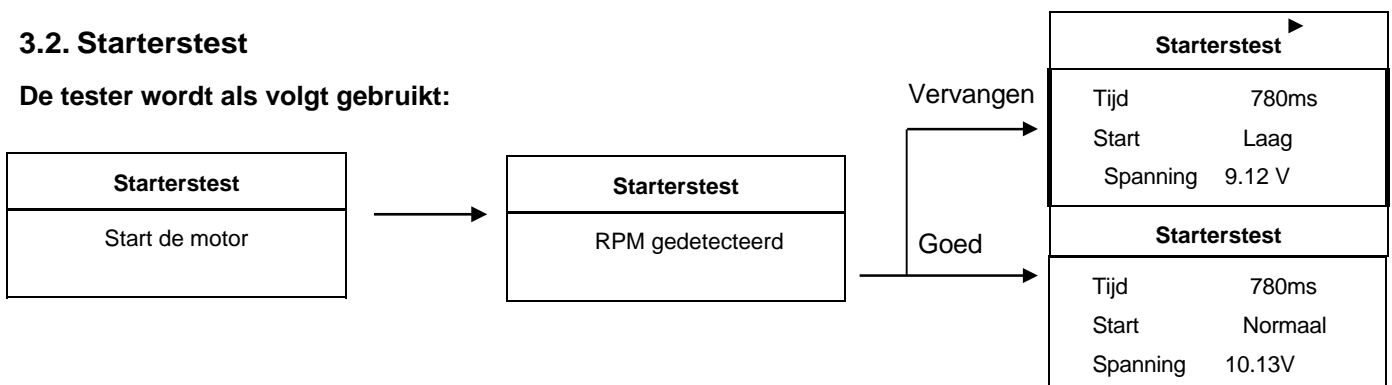 3.2. Starterstest
De tester wordt als volgt gebruikt:
Starterstest
Start de motor
Starterstest
RPM gedetecteerd
Vervangen
Goed
Starterstest
Tijd 780ms
Start Laag
Spanning 9.12 V
Starterstest
Tijd 780ms
Start Normaal
Spanning 10.13V